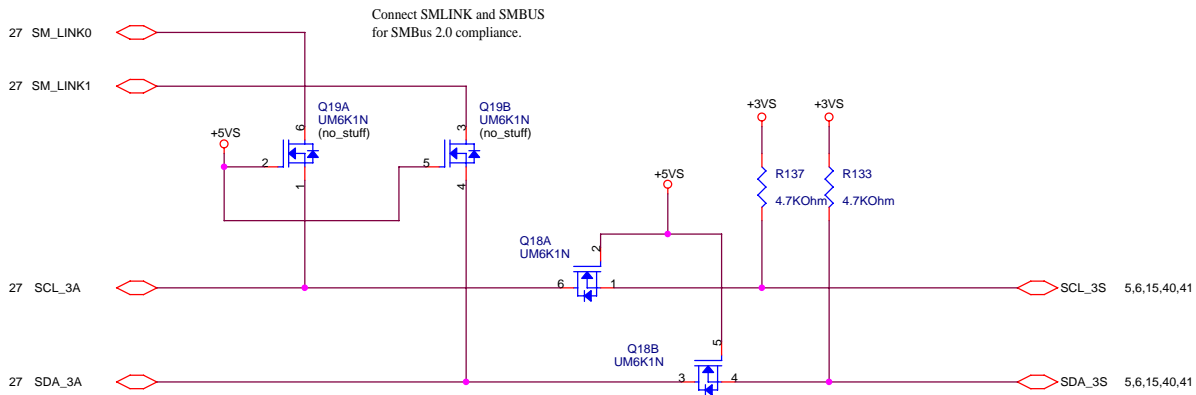 Connect SMLINK and SMBUS
for SMBus 2.0 compliance.
27 SM_LINK0
27 SM_LINK1
Q19A
UM6K1N
(no_stuff)
6
2
1
+5VS
Q19B
UM6K1N
(no_stuff)
3
5
4
+3VS
+3VS
R137
4.7KOhm
R133
4.7KOhm
+5VS
Q18A
UM6K1N
2
6
1
27 SCL_3A
SCL_3S 5,6,15,40,41
Q18B
UM6K1N
5
3
4
27 SDA_3A
SDA_3S 5,6,15,40,41